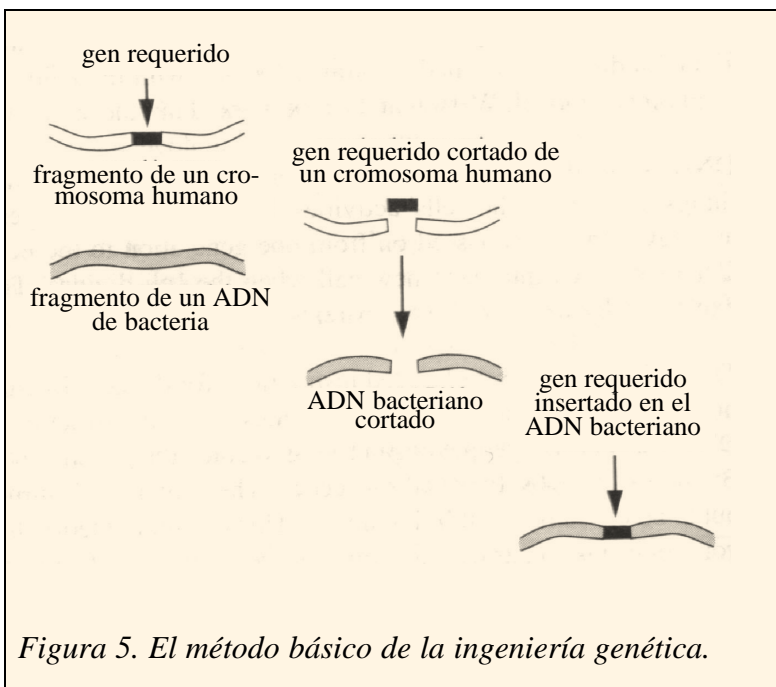 gen requerido
fragmento de un cro-
mosoma humano
fragmento de un ADN
de bacteria
gen requerido cortado de
un cromosoma humano
ADN bacteriano
cortado
gen requerido
insertado en el
ADN bacteriano
Figura 5. El método básico de la ingeniería genética.